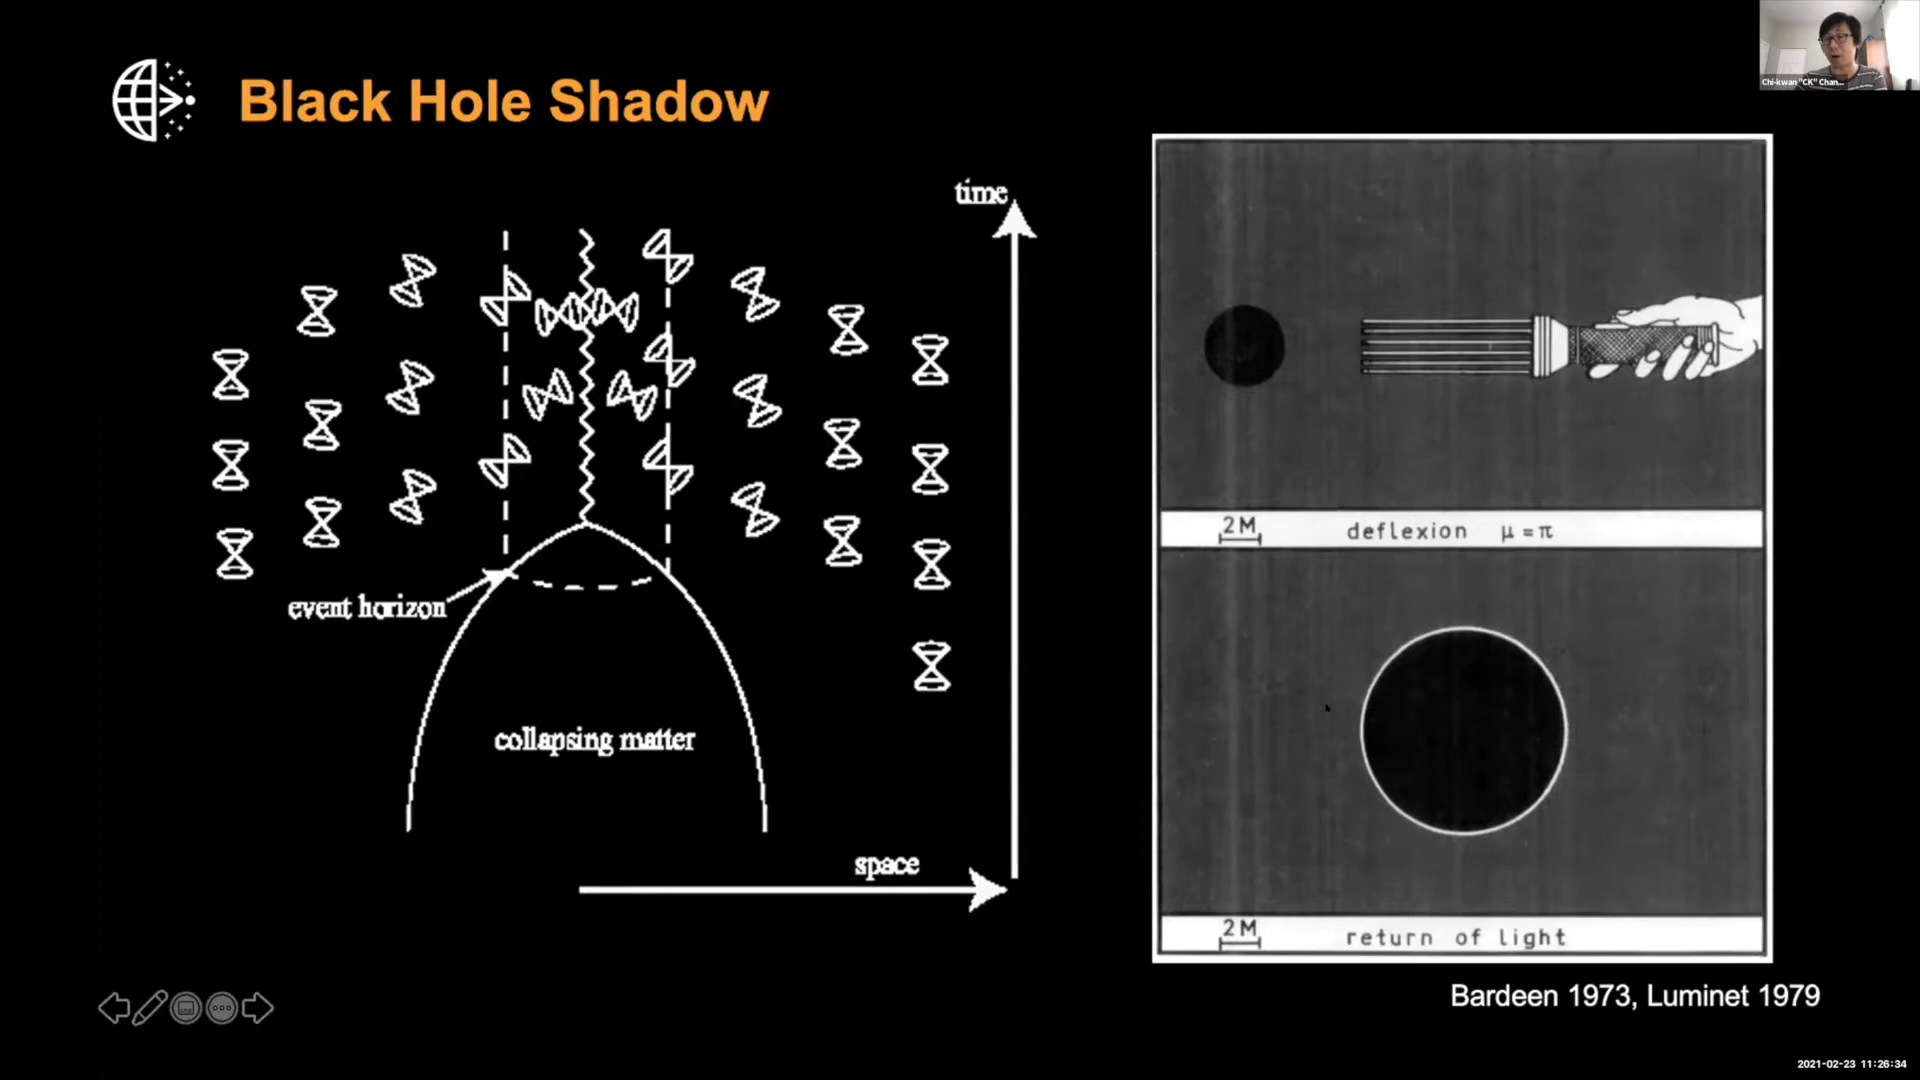 Chi-kwan "CK" Chan...
Black Hole Shadow
time
event horizon
collapsing matter
space
2M
deflexion μ = π
2M
return of light
Bardeen 1973, Luminet 1979
2021-02-23 11:26:34